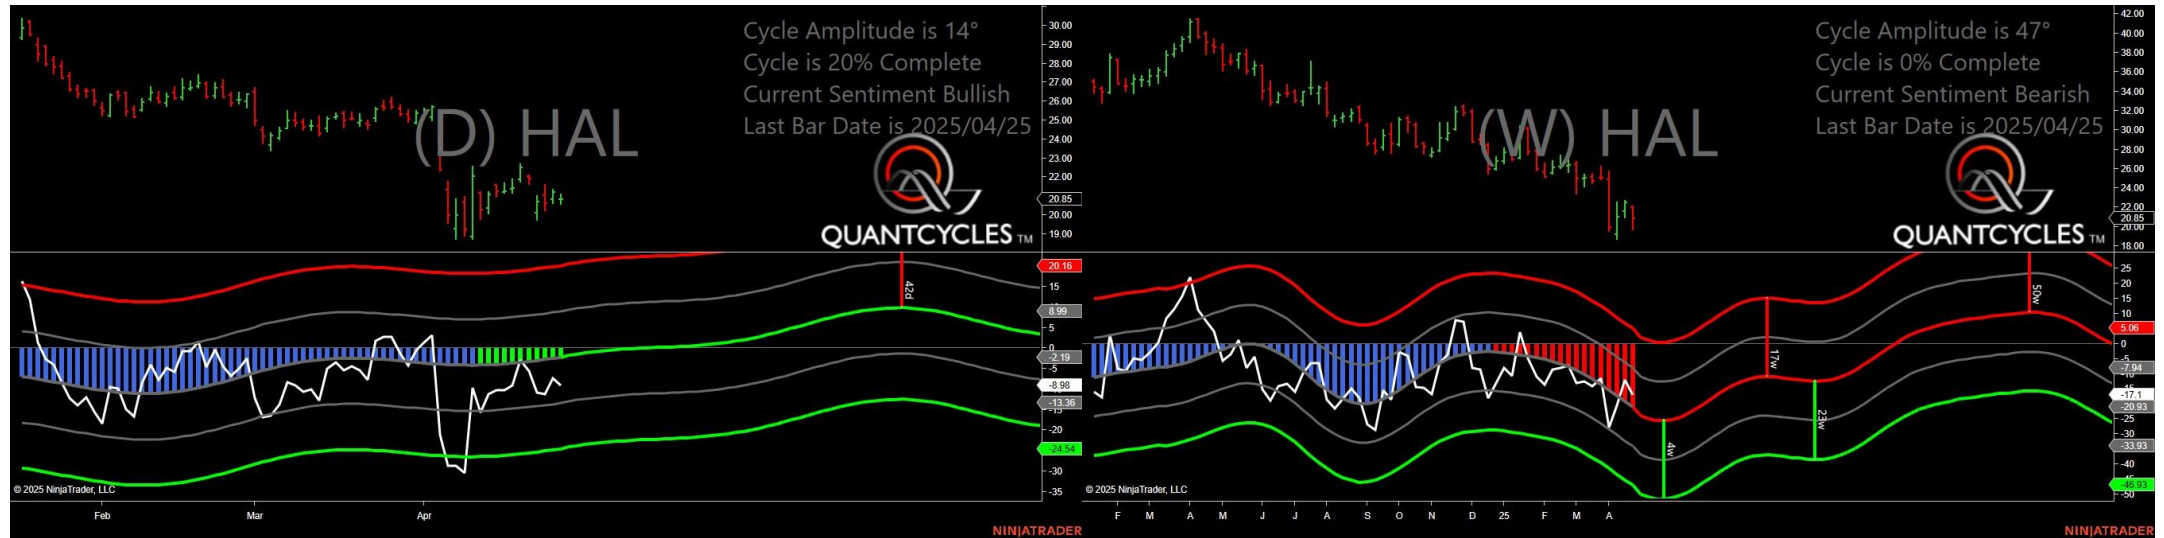 Cycle Amplitude is 14°
Cycle is 20% Complete
Current Sentiment Bullish
Last Bar Date is 2025/04/25
(D) HAL
QUANTCYCLES TM
30.00
29.00
28.00
27.00
26.00
25.00
24.00
23.00
22.00
20.85
20.00
19.00
42d
20.16
15
8.99
5
0
-2.19
-5
-8.98
-13.36
-20
-24.54
-30
-35
© 2025 NinjaTrader, LLC
Feb
Mar
Apr
NINJATRADER
Cycle Amplitude is 47°
Cycle is 0% Complete
Current Sentiment Bearish
Last Bar Date is 2025/04/25
(W) HAL
QUANTCYCLES TM
42.00
40.00
38.00
36.00
34.00
32.00
30.00
28.00
26.00
24.00
22.00
20.85
20.00
18.00
50w
17w
23w
4w
25
20
15
10
5.06
0
-5
-7.94
-17.1
-20.93
-25
-30
-33.93
-40
-46.93
-50
© 2025 NinjaTrader, LLC
F M A M J J A S O N D 25 F M A
NINJATRADER